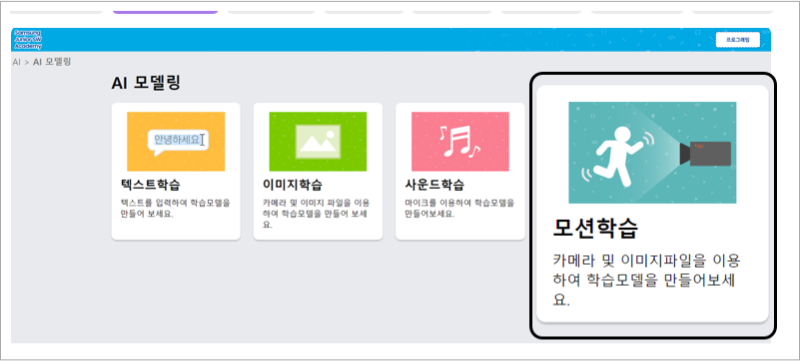 Samsung
Junior SW
Academy
프로그래밍
AI > AI 모델링
AI 모델링
안녕하세요
텍스트학습
텍스트를 입력하여 학습모델을
만들어 보세요.
이미지학습
카메라 및 이미지 파일을 이용
하여 학습모델을 만들어 보세
요.
사운드학습
마이크를 이용하여 학습모델을
만들어보세요.
모션학습
카메라 및 이미지파일을 이용
하여 학습모델을 만들어보세
요.